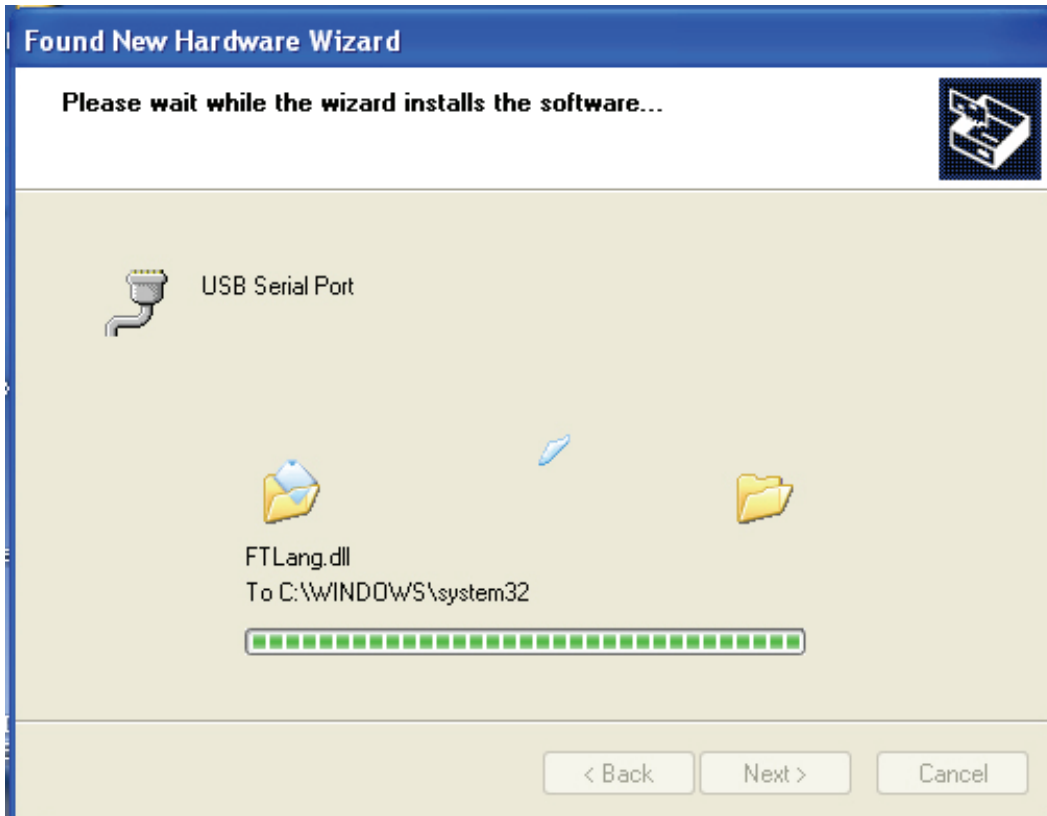 Found New Hardware Wizard
Please wait while the wizard installs the software...
USB Serial Port
FTLang.dll
To C:\WINDOWS\system32
< Back
Next >
Cancel